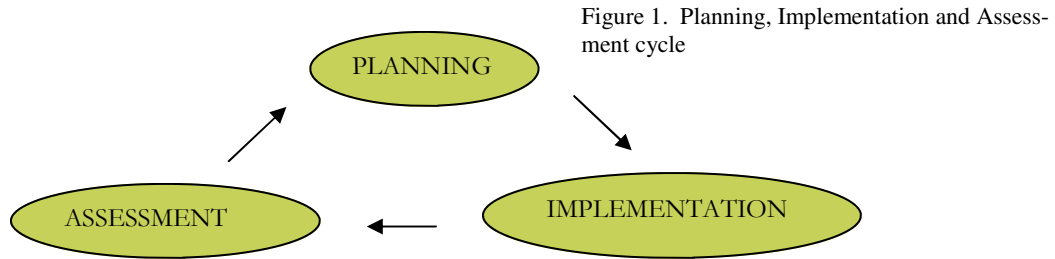 Figure 1. Planning, Implementation and Assess-
ment cycle
PLANNING
IMPLEMENTATION
ASSESSMENT